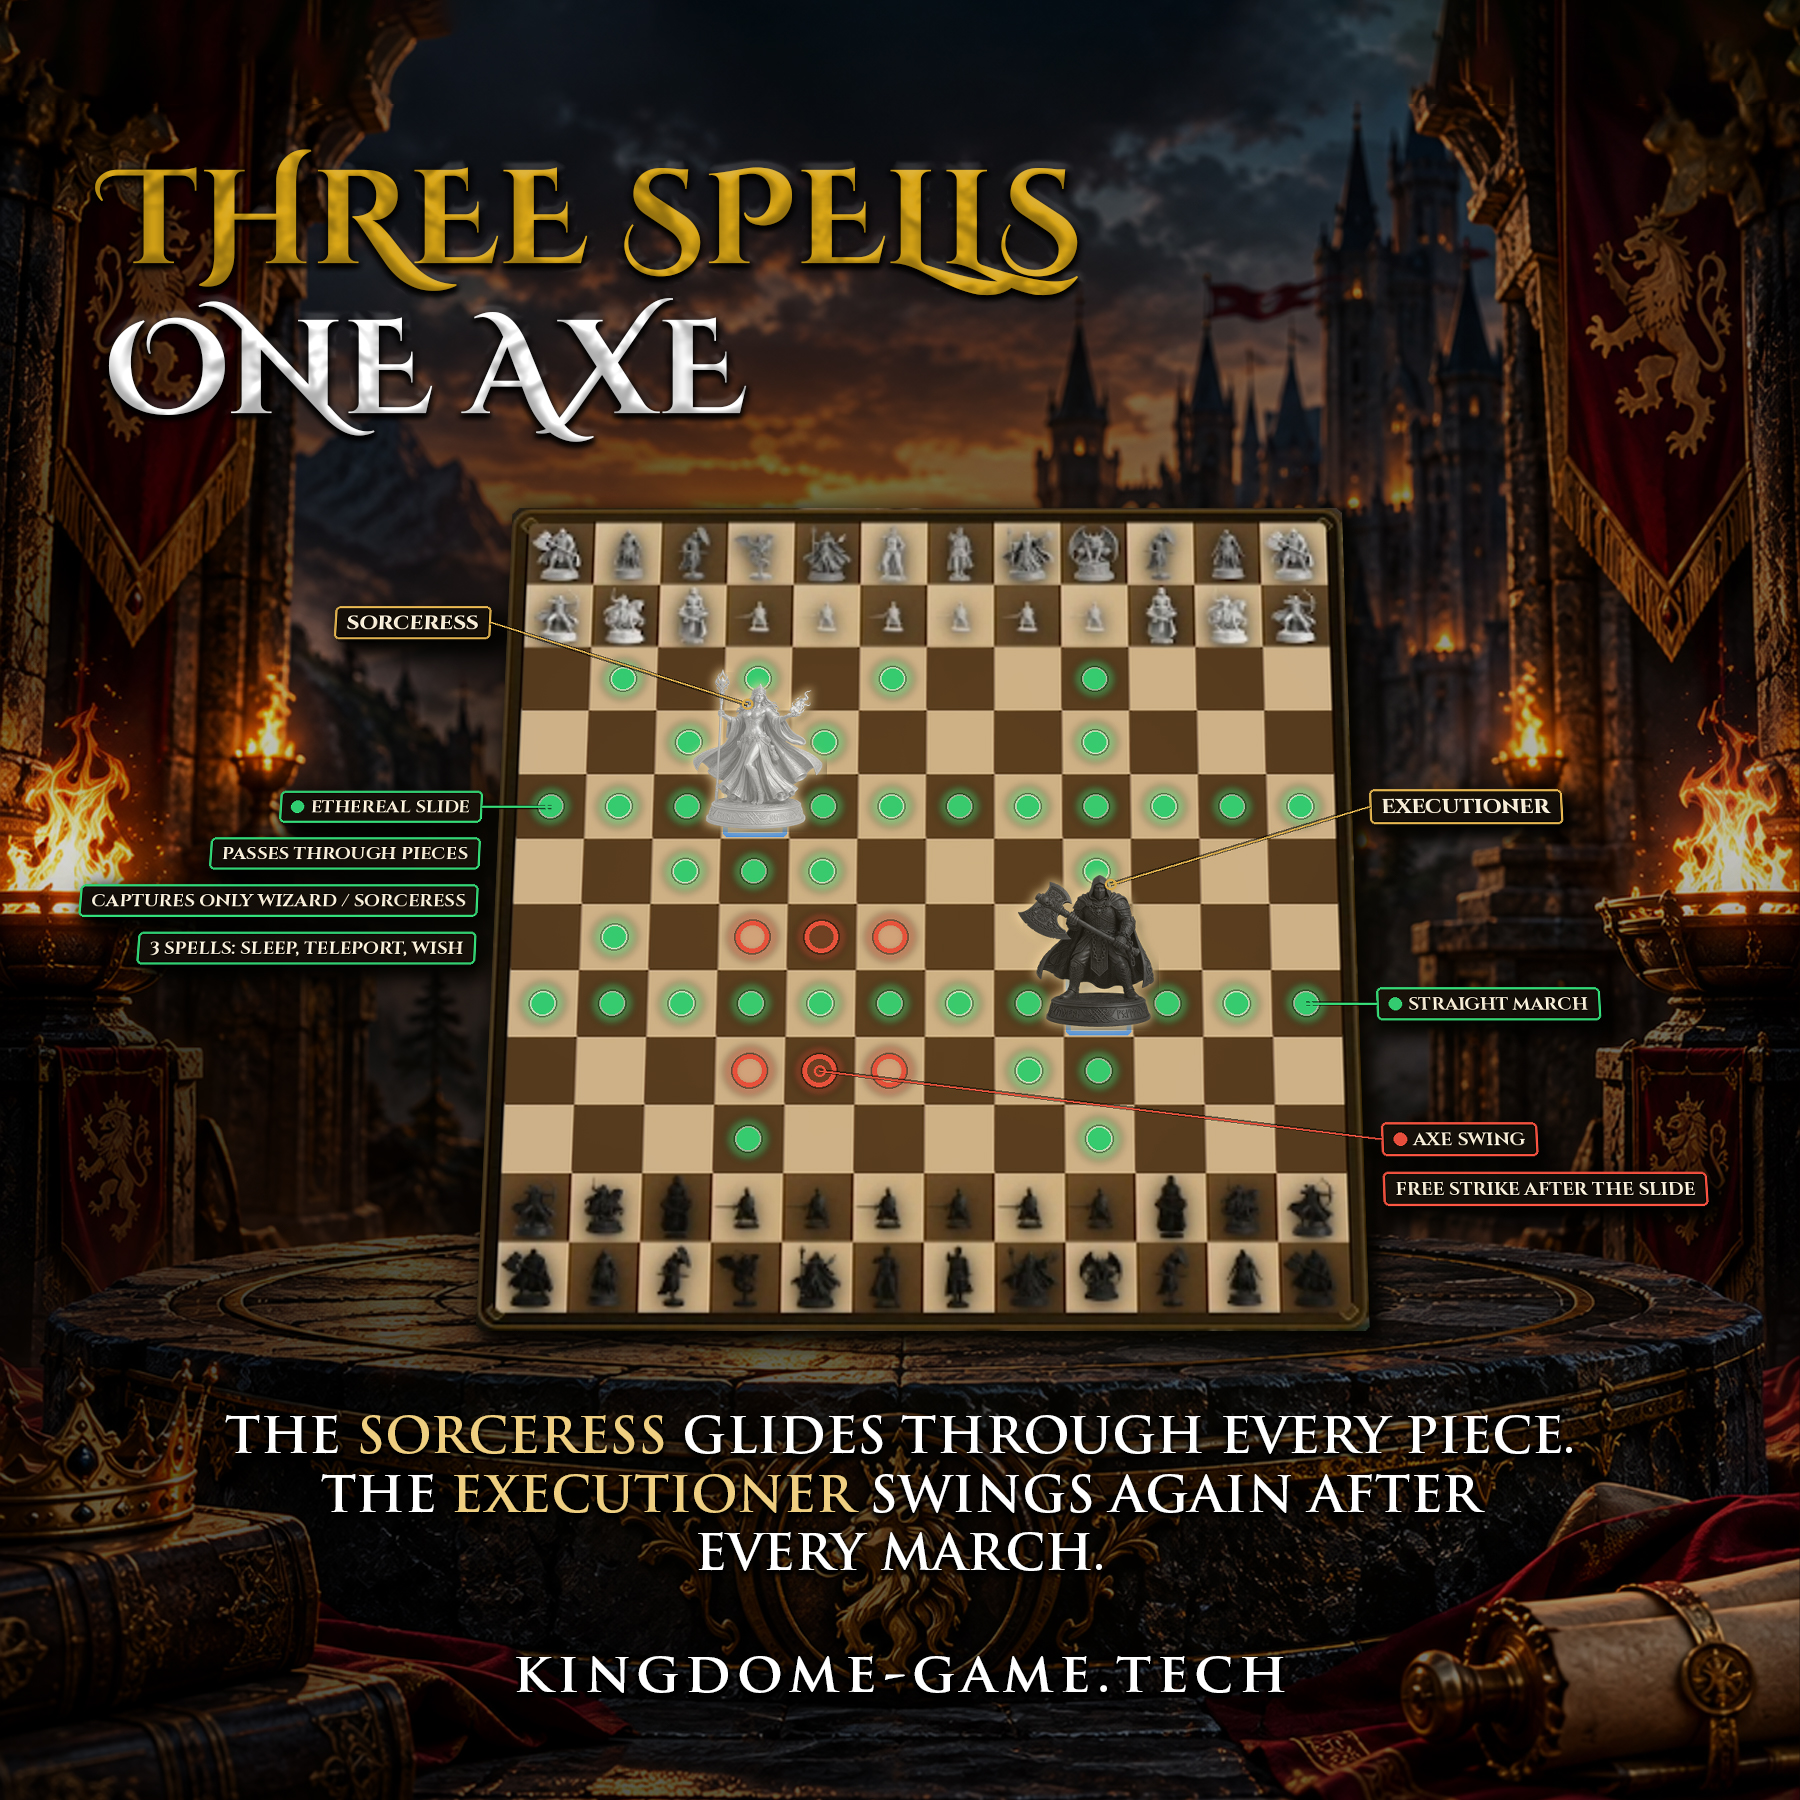 THREE SPELLS
ONE AXE
SORCERESS
ETHEREAL SLIDE
PASSES THROUGH PIECES
CAPTURES ONLY WIZARD / SORCERESS
3 SPELLS: SLEEP, TELEPORT, WISH
EXECUTIONER
STRAIGHT MARCH
AXE SWING
FREE STRIKE AFTER THE SLIDE
THE SORCERESS GLIDES THROUGH EVERY PIECE.
THE EXECUTIONER SWINGS AGAIN AFTER
EVERY MARCH.
KINGDOME-GAME.TECH